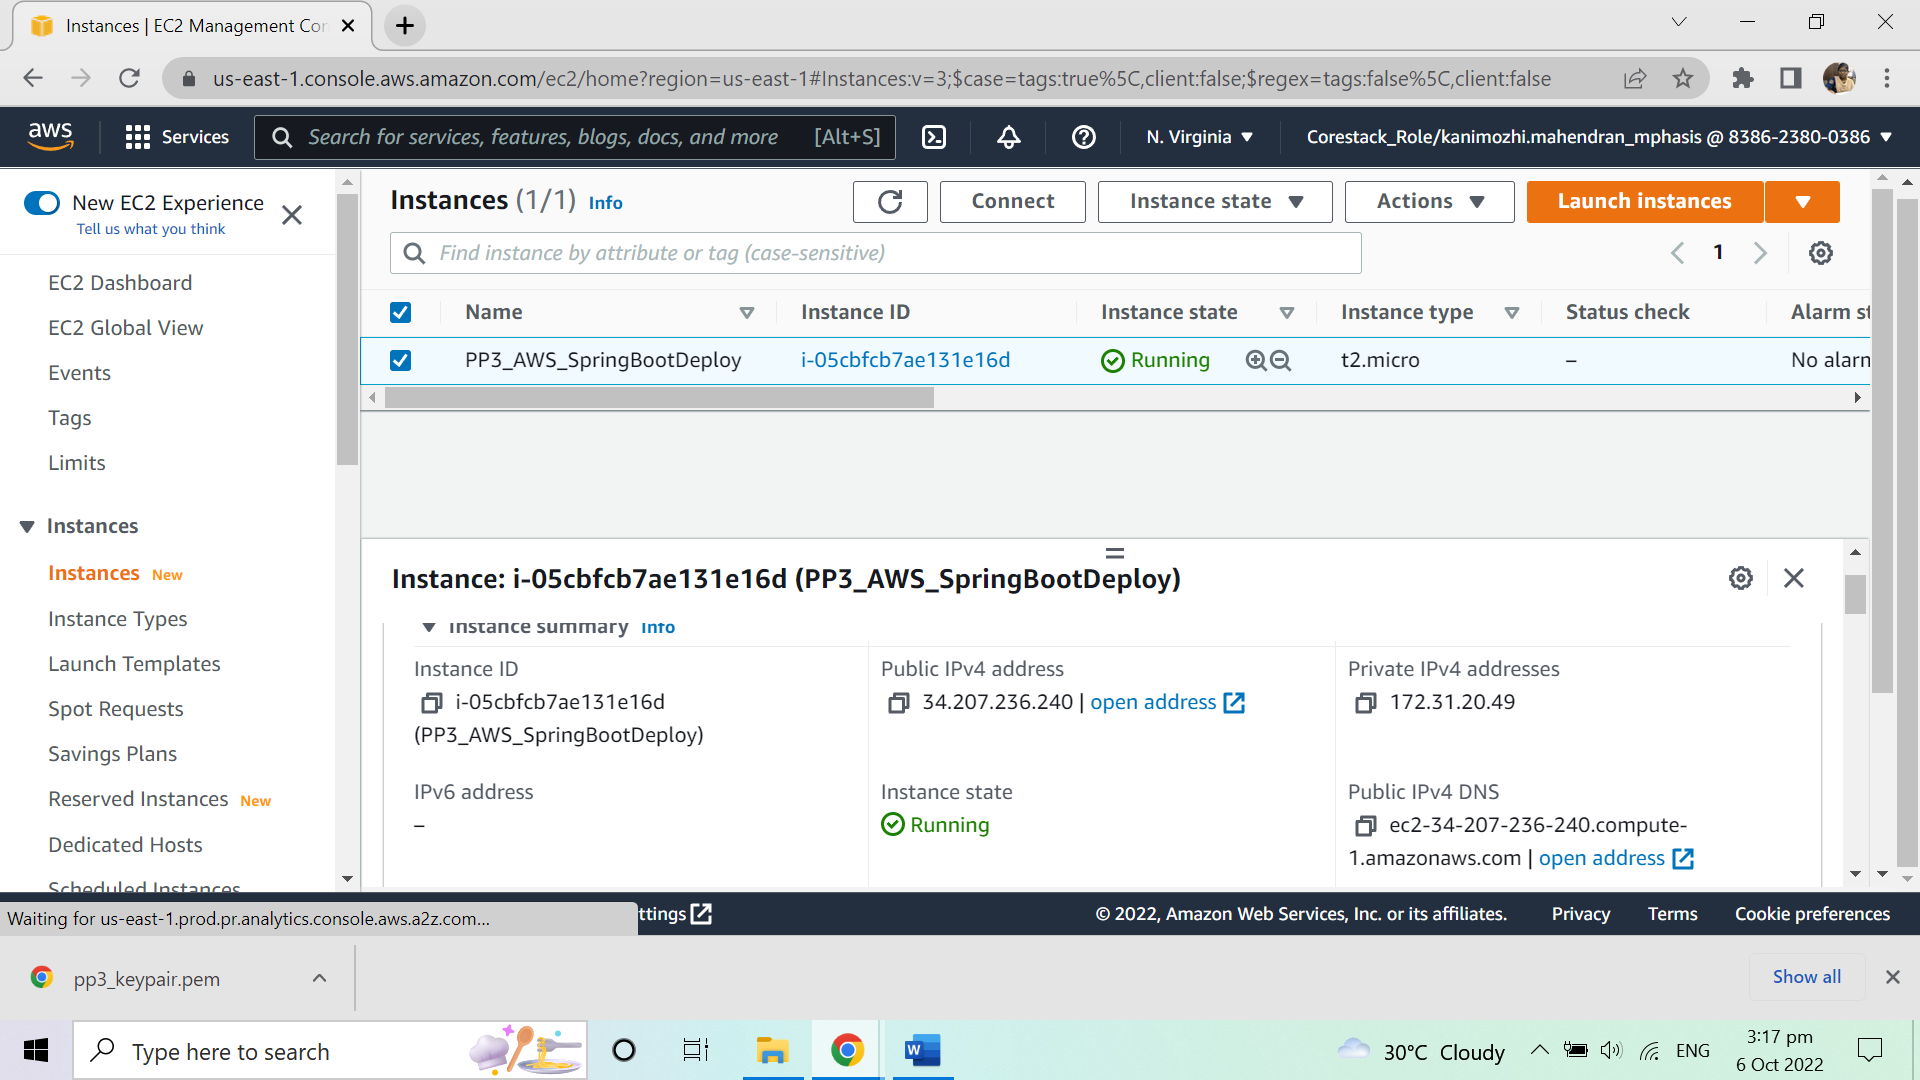 Instances | EC2 Management Con
us-east-1.console.aws.amazon.com/ec2/home?region=us-east-1#Instances:v=3;$case=tags:true%5C,client:false;$regex=tags:false%5C,client:false
aws Services Search for services, features, blogs, docs, and more [Alt+S] N. Virginia Corestack_Role/kanimozhi.mahendran_mphasis @ 8386-2380-0386
New EC2 Experience
Tell us what you think
EC2 Dashboard
EC2 Global View
Events
Tags
Limits
Instances
Instances New
Instance Types
Launch Templates
Spot Requests
Savings Plans
Reserved Instances New
Dedicated Hosts
Scheduled Instances
Instances (1/1) Info Connect Instance state Actions Launch instances
Find instance by attribute or tag (case-sensitive) 1
Name Instance ID Instance state Instance type Status check Alarm st
PP3_AWS_SpringBootDeploy i-05cbfcb7ae131e16d Running t2.micro – No alarm
Instance: i-05cbfcb7ae131e16d (PP3_AWS_SpringBootDeploy)
Instance summary Info
Instance ID
i-05cbfcb7ae131e16d
(PP3_AWS_SpringBootDeploy)
Public IPv4 address
34.207.236.240 | open address
Private IPv4 addresses
172.31.20.49
IPv6 address
–
Instance state
Running
Public IPv4 DNS
ec2-34-207-236-240.compute-
1.amazonaws.com | open address
Waiting for us-east-1.prod.pr.analytics.console.aws.a2z.com... ttings © 2022, Amazon Web Services, Inc. or its affiliates. Privacy Terms Cookie preferences
pp3_keypair.pem Show all
Type here to search W 30°C Cloudy ENG
3:17 pm
6 Oct 2022